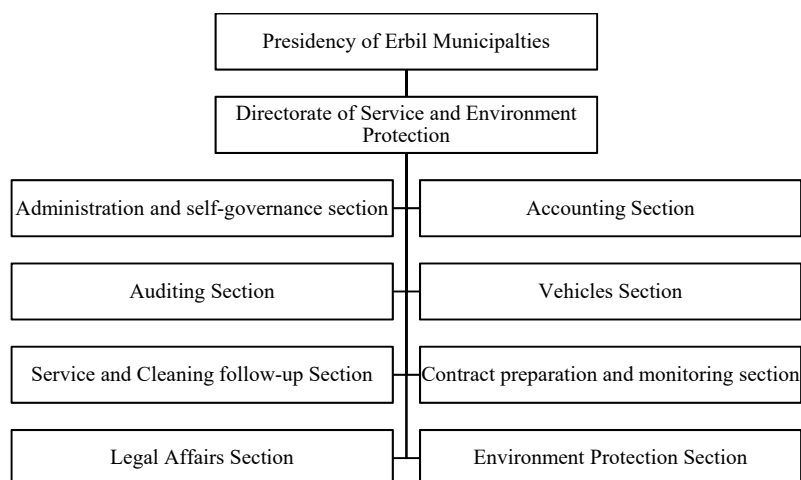 Presidency of Erbil Municipalties
Directorate of Service and Environment
Protection
Administration and self-governance section
Accounting Section
Auditing Section
Vehicles Section
Service and Cleaning follow-up Section
Contract preparation and monitoring section
Legal Affairs Section
Environment Protection Section